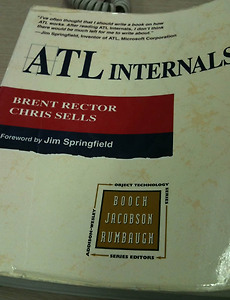 "I've often thought that I should write a book on how
ATL works. After reading ATL Internals, I don't think
there would be much left for me to write about."
—Jim Springfield, Inventor of ATL, Microsoft Corporation
ATL INTERNALS
BRENT RECTOR
CHRIS SELLS
Foreword by Jim Springfield
ADDISON-WESLEY
OBJECT TECHNOLOGY
SERIES
BOOCH
JACOBSON
RUMBAUGH
SERIES EDITORS